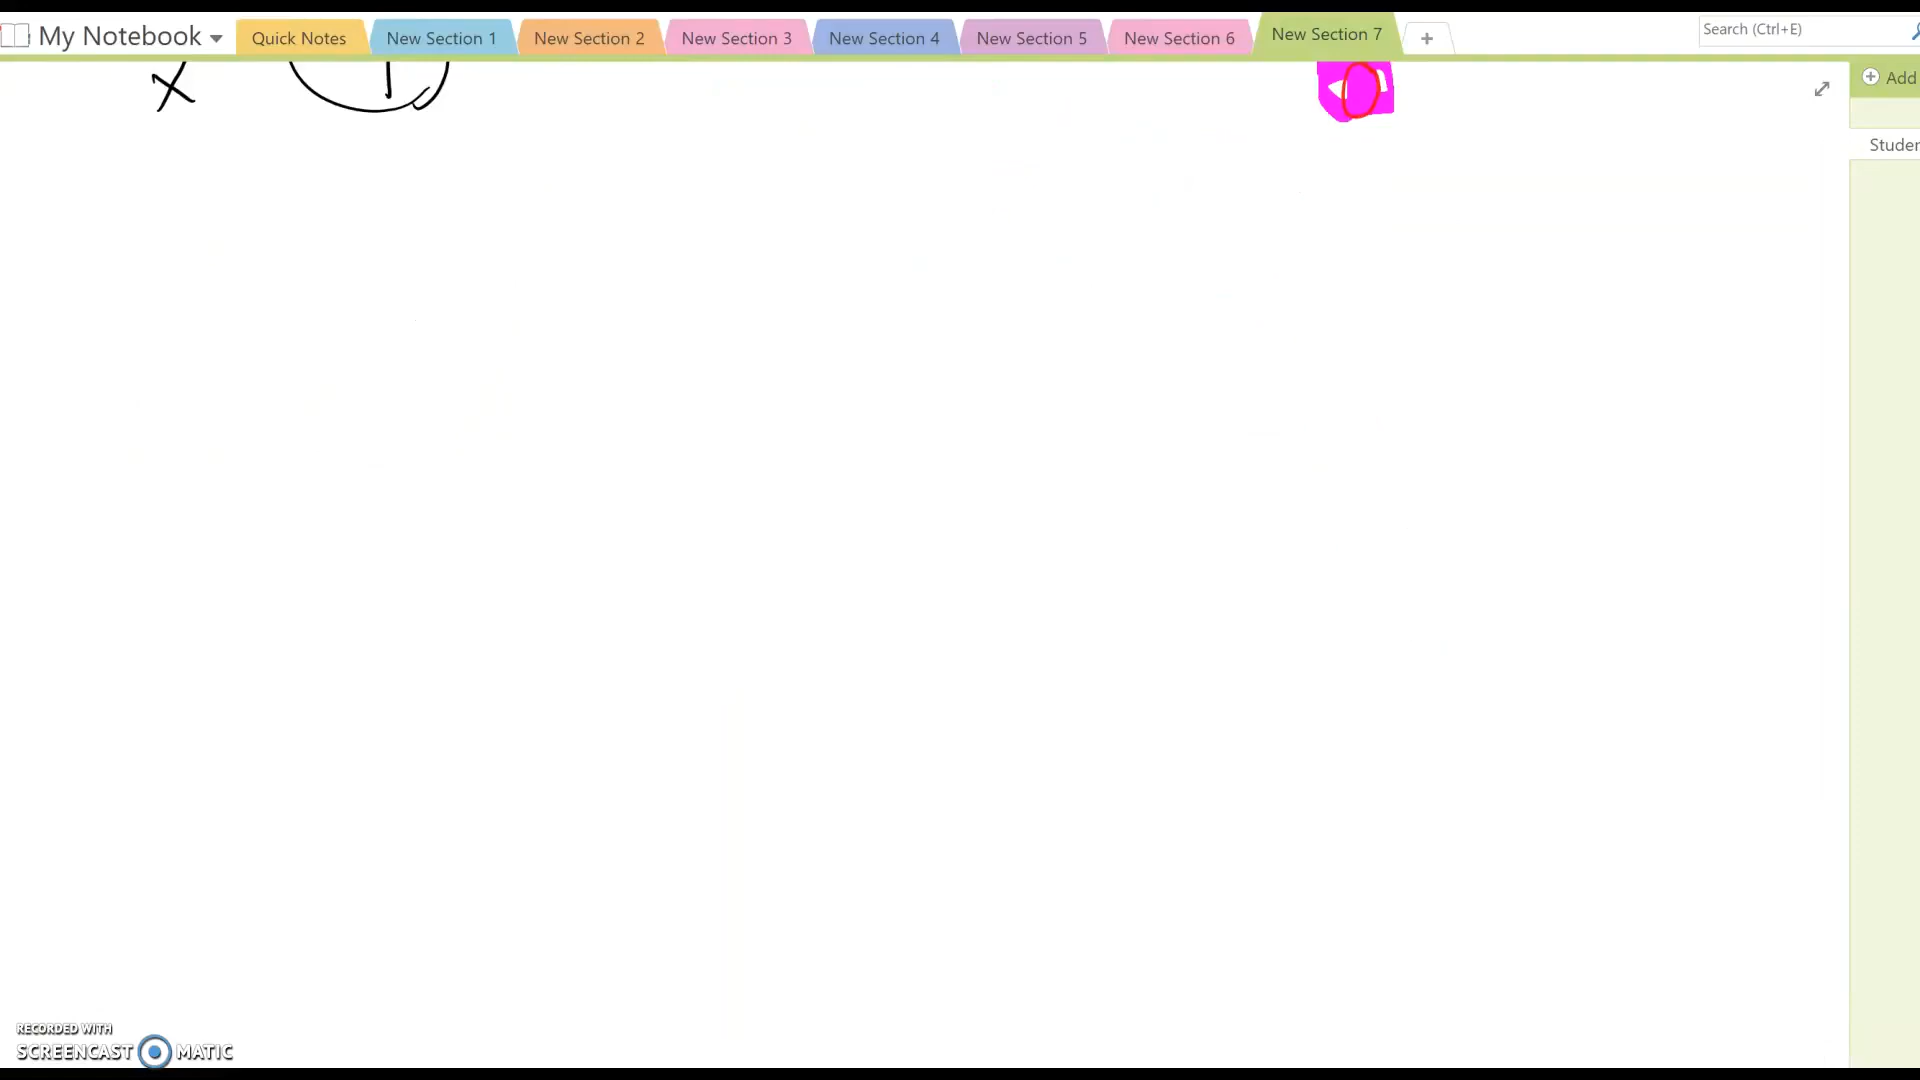 My Notebook Quick Notes New Section 1 New Section 2 New Section 3 New Section 4 New Section 5 New Section 6 New Section 7 + Search (Ctrl+E)
Add
x
Studen
RECORDED WITH
SCREENCAST MATIC